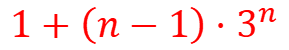 1 + (n − 1) · 3ⁿ